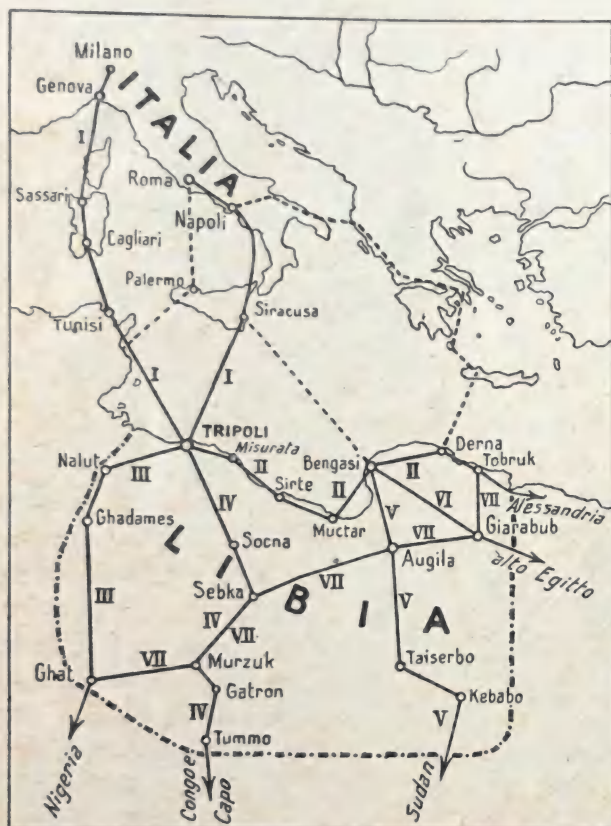 Milano
Genova
ITALIA
I
Roma
Sassari
Napoli
Cagliari
Palermo
Siracusa
Tunisi
I
I
TRIPOLI
Misurata
Derna
Nalut
III
II
Bengasi
II
Tobruk
Sirte
II
VI
VII
Alessandria
Ghadames
IV
Muctar
V
Giarabub
Socna
VII
LIBIA
Augila
alto Egitto
Sebka
VII
III
IV
VII
V
VII
Murzuk
Taiserbo
Ghat
Gatron
Kebabo
IV
V
Tummo
Nigeria
Congo e
Capo
Sudan